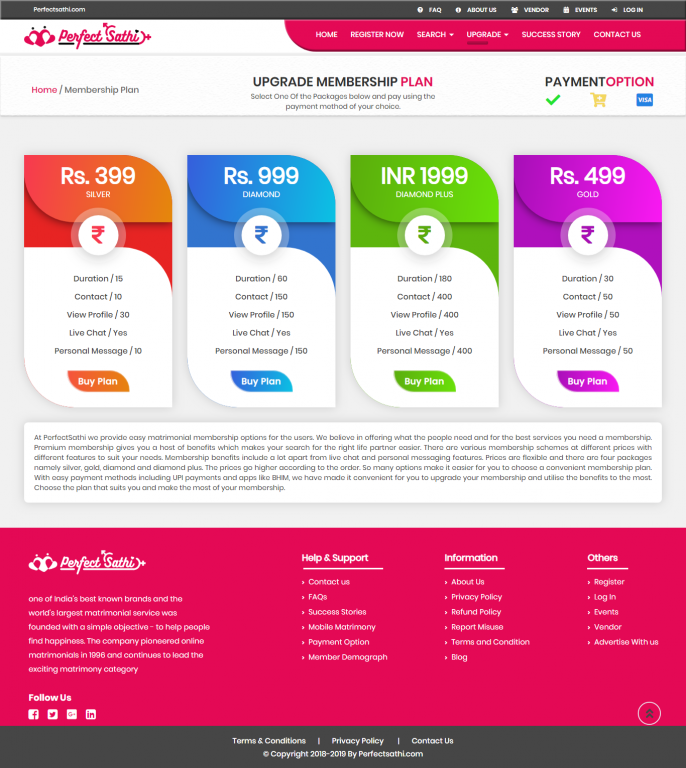 Perfectsathi.com
FAQ
ABOUT US
VENDOR
EVENTS
LOG IN
Perfect Sathi
HOME
REGISTER NOW
SEARCH
UPGRADE
SUCCESS STORY
CONTACT US
Home / Membership Plan
UPGRADE MEMBERSHIP PLAN
Select One Of the Packages below and pay using the
payment mothod of your choice.
PAYMENTOPTION
VISA
Rs. 399
SILVER
₹
Duration / 15
Contact / 10
View Profile / 30
Live Chat / Yes
Personal Message / 10
Buy Plan
Rs. 999
DIAMOND
₹
Duration / 60
Contact / 150
View Profile / 150
Live Chat / Yes
Personal Message / 150
Buy Plan
INR 1999
DIAMOND PLUS
₹
Duration / 180
Contact / 400
View Profile / 400
Live Chat / Yes
Personal Message / 400
Buy Plan
Rs. 499
GOLD
₹
Duration / 30
Contact / 50
View Profile / 50
Live Chat / Yes
Personal Message / 50
Buy Plan
At PerfectSathi we provide easy matrimonial membership options for the users. We believe in offering what the people need and for the best services you need a membership.
Premium membership gives you a host of benefits which makes your search for the right life partner easier. There are various membership schemes at different prices with
different features to suit your needs. Membership benefits include a lot apart from live chat and personal messaging features. Prices are flexible and there are four packages
namely silver, gold, diamond and diamond plus. The prices go higher according to the order. So many options make it easier for you to choose a convenient membership plan.
With easy payment methods including UPI payments and apps like BHIM, we have made it convenient for you to upgrade your membership and utilise the benefits to the most.
Choose the plan that suits you and make the most of your membership.
Perfect Sathi
one of India's best known brands and the
world's largest matrimonial service was
founded with a simple objective - to help people
find happiness. The company pioneered online
matrimonials in 1996 and continues to lead the
exciting matrimony category
Follow Us
Help & Support
Contact us
FAQs
Success Stories
Mobile Matrimony
Payment Option
Member Demograph
Information
About Us
Privacy Policy
Refund Policy
Report Misuse
Terms and Condition
Blog
Others
Register
Log In
Events
Vendor
Advertise With us
Terms & Conditions | Privacy Policy | Contact Us
© Copyright 2018-2019 By Perfectsathi.com